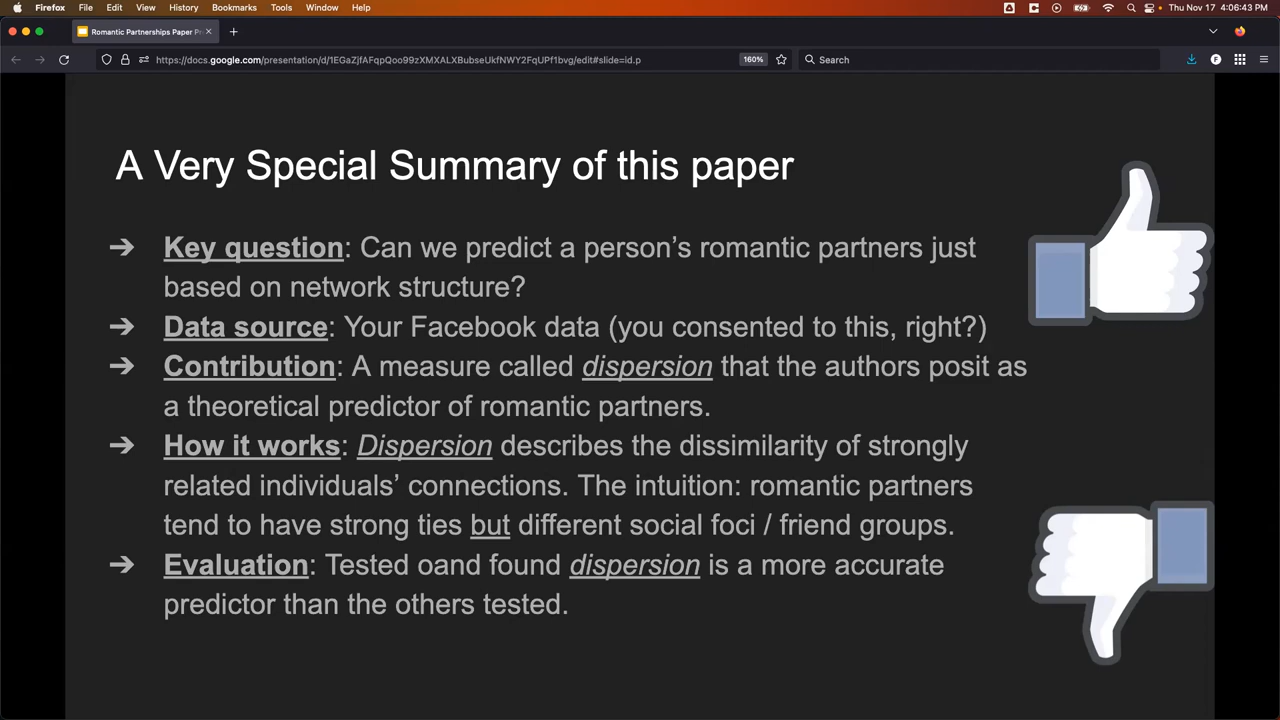 Firefox File Edit View History Bookmarks Tools Window Help Thu Nov 17 4:06:43 PM
Romantic Partnerships Paper Pr
https://docs.google.com/presentation/d/1EGaZjfAFqpQoo99zXMXALXBubseUkfNWY2FqUPf1bvg/edit#slide=id.p 160% Search
A Very Special Summary of this paper
➔ Key question: Can we predict a person’s romantic partners just
based on network structure?
➔ Data source: Your Facebook data (you consented to this, right?)
➔ Contribution: A measure called dispersion that the authors posit as
a theoretical predictor of romantic partners.
➔ How it works: Dispersion describes the dissimilarity of strongly
related individuals’ connections. The intuition: romantic partners
tend to have strong ties but different social foci / friend groups.
➔ Evaluation: Tested oand found dispersion is a more accurate
predictor than the others tested.